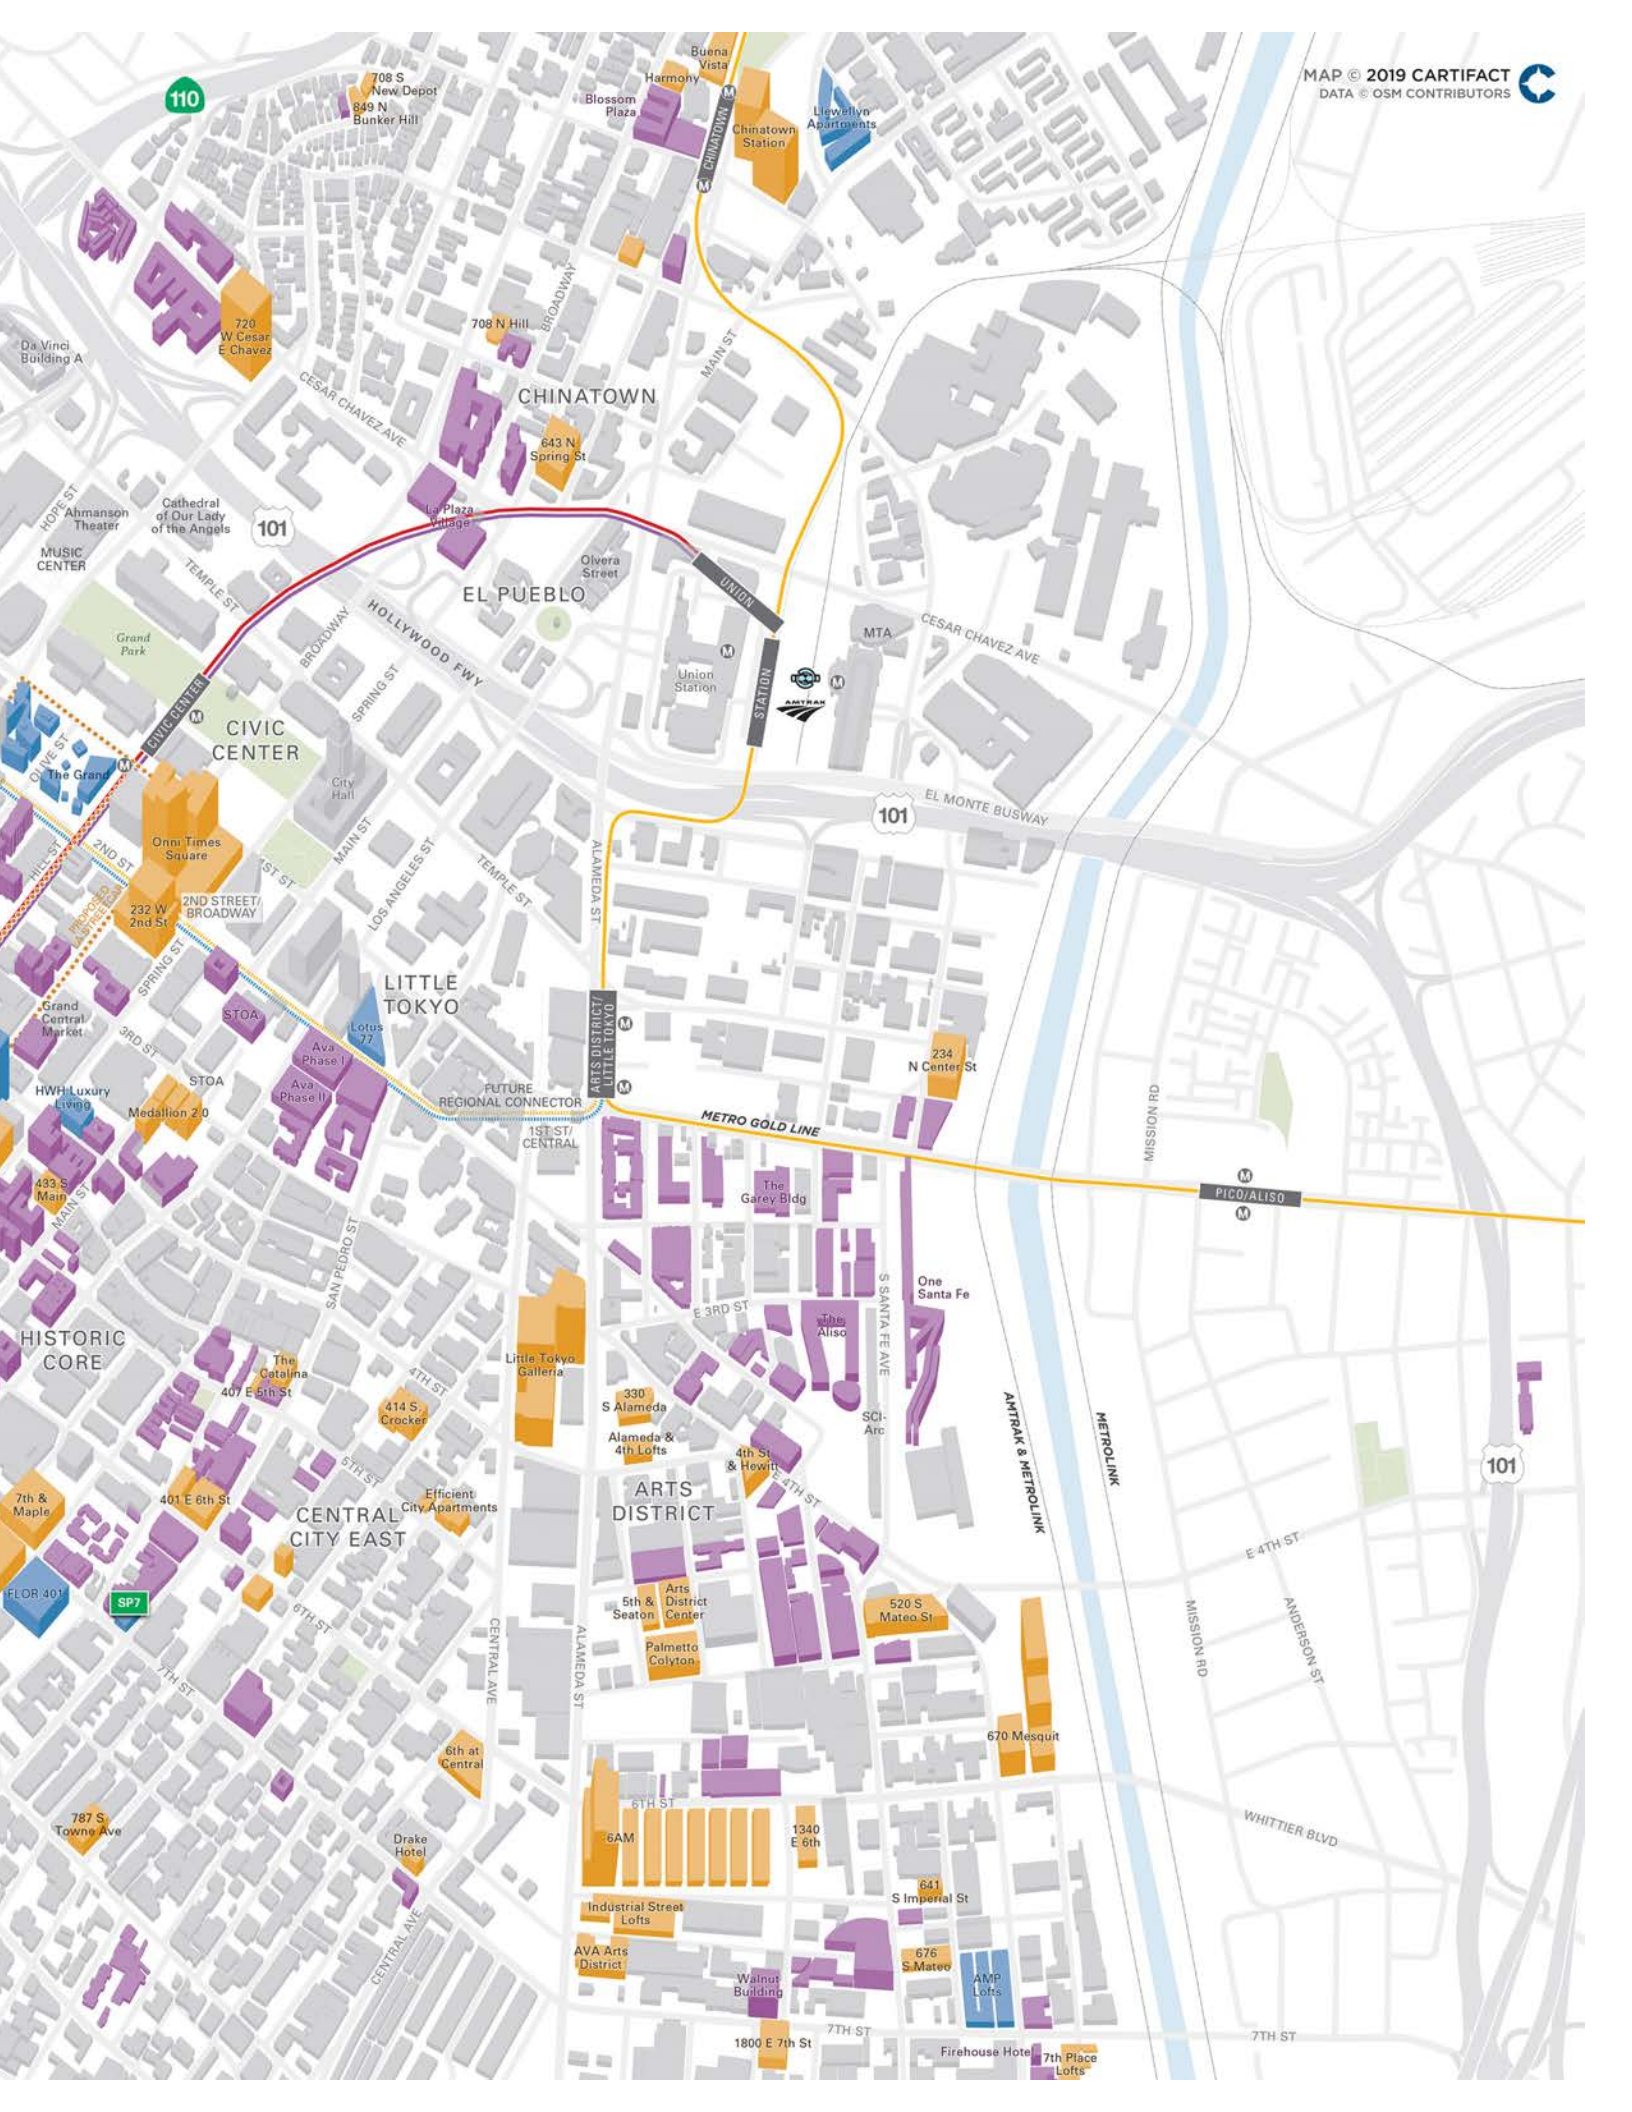 MAP © 2019 CARTIFACT
DATA © OSM CONTRIBUTORS
110
708 S
New Depot
849 N
Bunker Hill
Buena
Vista
Harmony
Blossom
Plaza
CHINATOWN
M
M
Chinatown
Station
Llewellyn
Apartments
720
W Cesar
E Chavez
Da Vinci
Building A
708 N Hill
BROADWAY
MAIN ST
CESAR CHAVEZ AVE
CHINATOWN
643 N
Spring St
HOPE ST
Ahmanson
Theater
Cathedral
of Our Lady
of the Angels
101
La Plaza
Village
MUSIC
CENTER
TEMPLE ST
Olvera
Street
UNION
EL PUEBLO
Grand
Park
BROADWAY
HOLLYWOOD FWY
MTA
CESAR CHAVEZ AVE
M
Union
Station
STATION
M
AMTRAK
SPRING ST
CIVIC CENTER
M
CIVIC
CENTER
OLIVE ST
The Grand
M
City
Hall
101
EL MONTE BUSWAY
Onni Times
Square
MAIN ST
HILL ST
2ND ST
1ST ST
LOS ANGELES ST
TEMPLE ST
ALAMEDA ST
PROPOSED
LA STREETCAR
232 W
2nd St
2ND STREET/
BROADWAY
SPRING ST
LITTLE
TOKYO
Grand
Central
Market
STOA
Lotus
77
3RD ST
Ava
Phase I
ARTS DISTRICT/
LITTLE TOKYO
M
M
234
N Center St
STOA
Ava
Phase II
HWH Luxury
Living
Medallion 2.0
FUTURE
REGIONAL CONNECTOR
1ST ST/
CENTRAL
METRO GOLD LINE
MISSION RD
M
PICO/ALISO
M
433 S
Main
MAIN ST
The
Garey Bldg
SAN PEDRO ST
One
Santa Fe
E 3RD ST
S SANTA FE AVE
The
Aliso
HISTORIC
CORE
Little Tokyo
Galleria
The
Catalina
407 E 5th St
4TH ST
414 S.
Crocker
330
S Alameda
Alameda &
4th Lofts
SCI-
Arc
AMTRAK & METROLINK
METROLINK
4th St
& Hewitt
E 4TH ST
101
5TH ST
7th &
Maple
401 E 6th St
CENTRAL
CITY EAST
Efficient
City Apartments
ARTS
DISTRICT
E 4TH ST
FLOR 401
SP7
6TH ST
5th &
Seaton
Arts
District
Center
520 S
Mateo St
Palmetto
Colyton
CENTRAL AVE
ALAMEDA ST
MISSION RD
ANDERSON ST
7TH ST
6th at
Central
670 Mesquit
6TH ST
787 S
Towne Ave
Drake
Hotel
6AM
1340
E 6th
WHITTIER BLVD
641
S Imperial St
Industrial Street
Lofts
CENTRAL AVE
AVA Arts
District
676
S Mateo
AMP
Lofts
Walnut
Building
7TH ST
7TH ST
1800 E 7th St
Firehouse Hotel
7th Place
Lofts